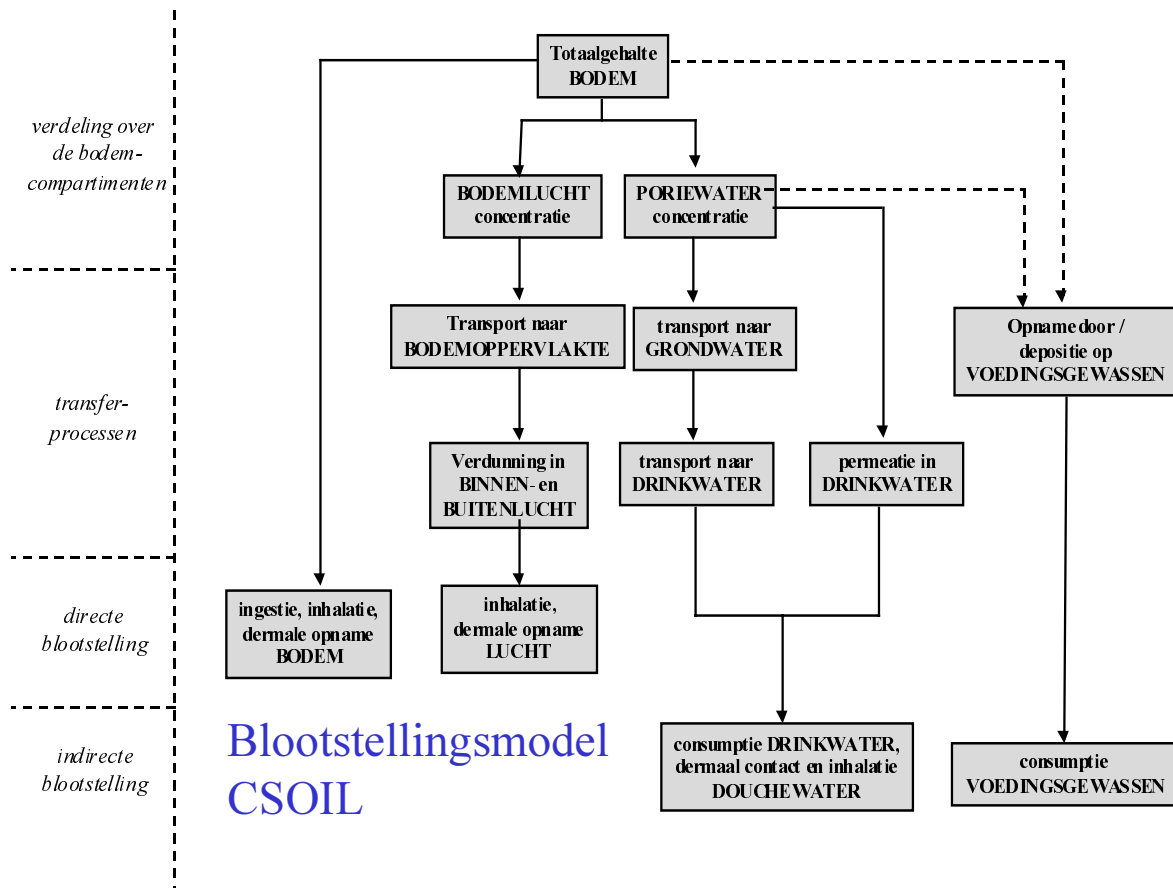 Totaalgehalte
BODEM
verdeling over
de bodem-
compartimenten
BODEMLUCHT
concentratie
PORIEWATER
concentratie
Transport naar
BODEMOPPERVLAKTE
transport naar
GRONDWATER
Opname door /
depositie op
VOEDINGSGEWASSEN
transfer-
processen
Verdunning in
BINNEN- en
BUITENLUCHT
transport naar
DRINKWATER
permeatie in
DRINKWATER
directe
blootstelling
ingestie, inhalatie,
dermale opname
BODEM
inhalatie,
dermale opname
LUCHT
indirecte
blootstelling
Blootstellingsmodel
CSOIL
consumptie DRINKWATER,
dermaal contact en inhalatie
DOUCHEWATER
consumptie
VOEDINGSGEWASSEN